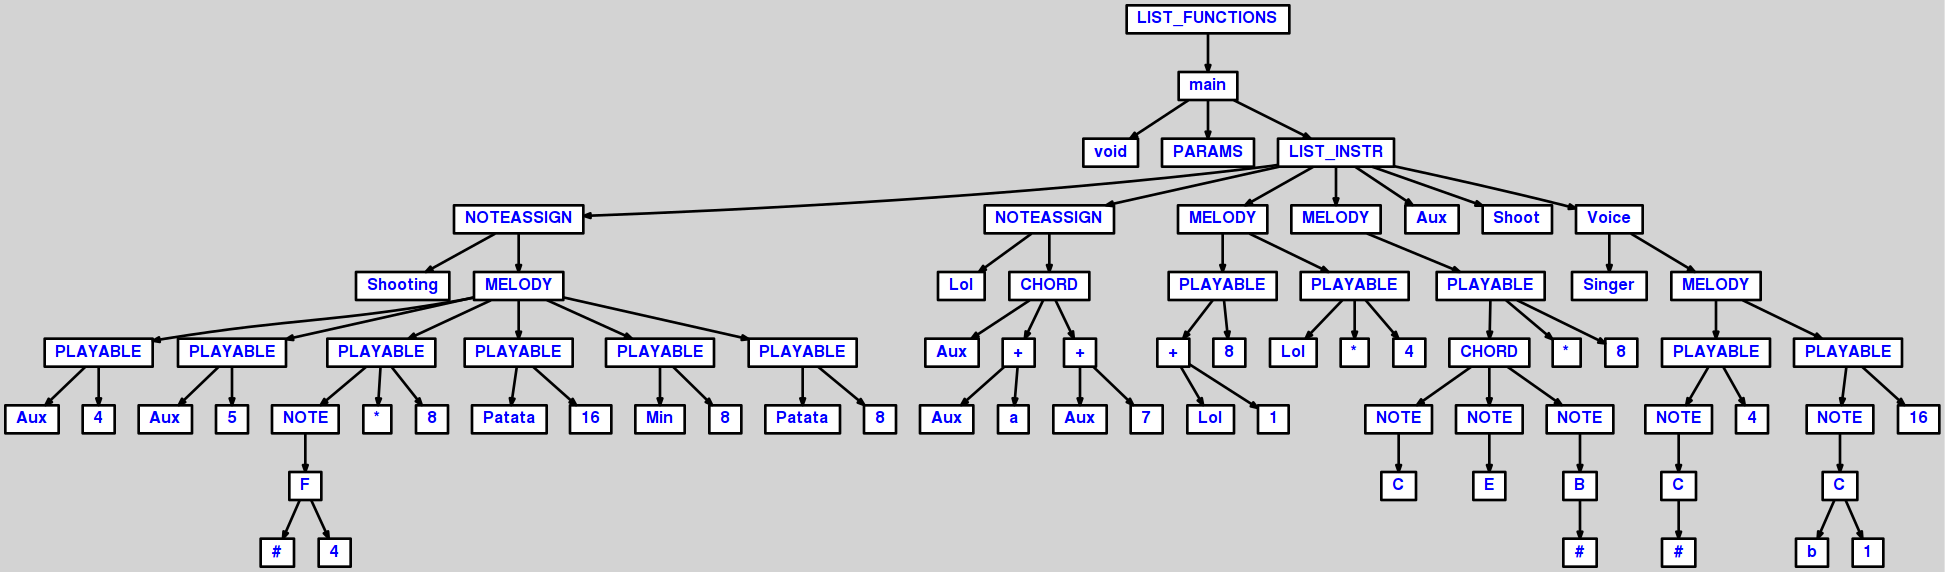 LIST_FUNCTIONS
main
void PARAMS LIST_INSTR
NOTEASSIGN NOTEASSIGN MELODY MELODY Aux Shoot Voice
Shooting MELODY Lol CHORD PLAYABLE PLAYABLE PLAYABLE Singer MELODY
PLAYABLE PLAYABLE PLAYABLE PLAYABLE PLAYABLE PLAYABLE Aux + + + 8 Lol * 4 CHORD * 8 PLAYABLE PLAYABLE
Aux 4 Aux 5 NOTE * 8 Patata 16 Min 8 Patata 8 Aux a Aux 7 Lol 1 NOTE NOTE NOTE NOTE 4 NOTE 16
F C E B C C
# 4 # # b 1